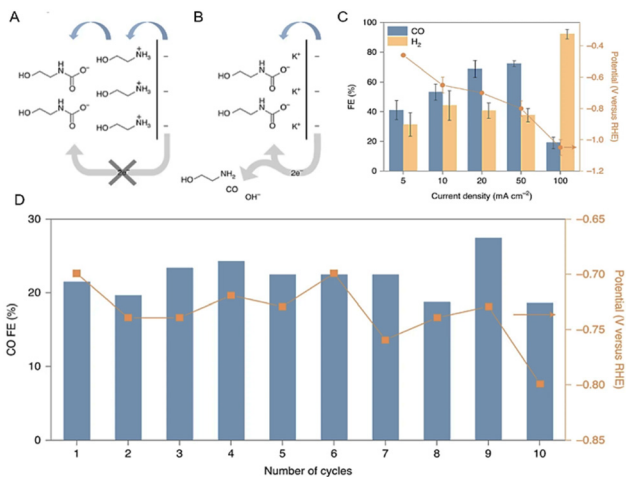 A
HO
N
H
O
O⁻
HO
N
H
O
O⁻
HO
NH₃
+
HO
NH₃
+
HO
NH₃
+
–
–
–
2e⁻
B
K⁺
K⁺
K⁺
HO
N
H
O
O⁻
HO
N
H
O
O⁻
–
–
–
HO
NH₂
CO
OH⁻
2e⁻
C
CO
H₂
FE (%)
100
80
60
40
20
0
5 10 20 50 100
Current density (mA cm⁻²)
–0.4
–0.6
–0.8
–1.0
–1.2
Potential (V versus RHE)
D
CO FE (%)
30
20
10
0
1 2 3 4 5 6 7 8 9 10
Number of cycles
–0.65
–0.70
–0.75
–0.80
–0.85
Potential (V versus RHE)